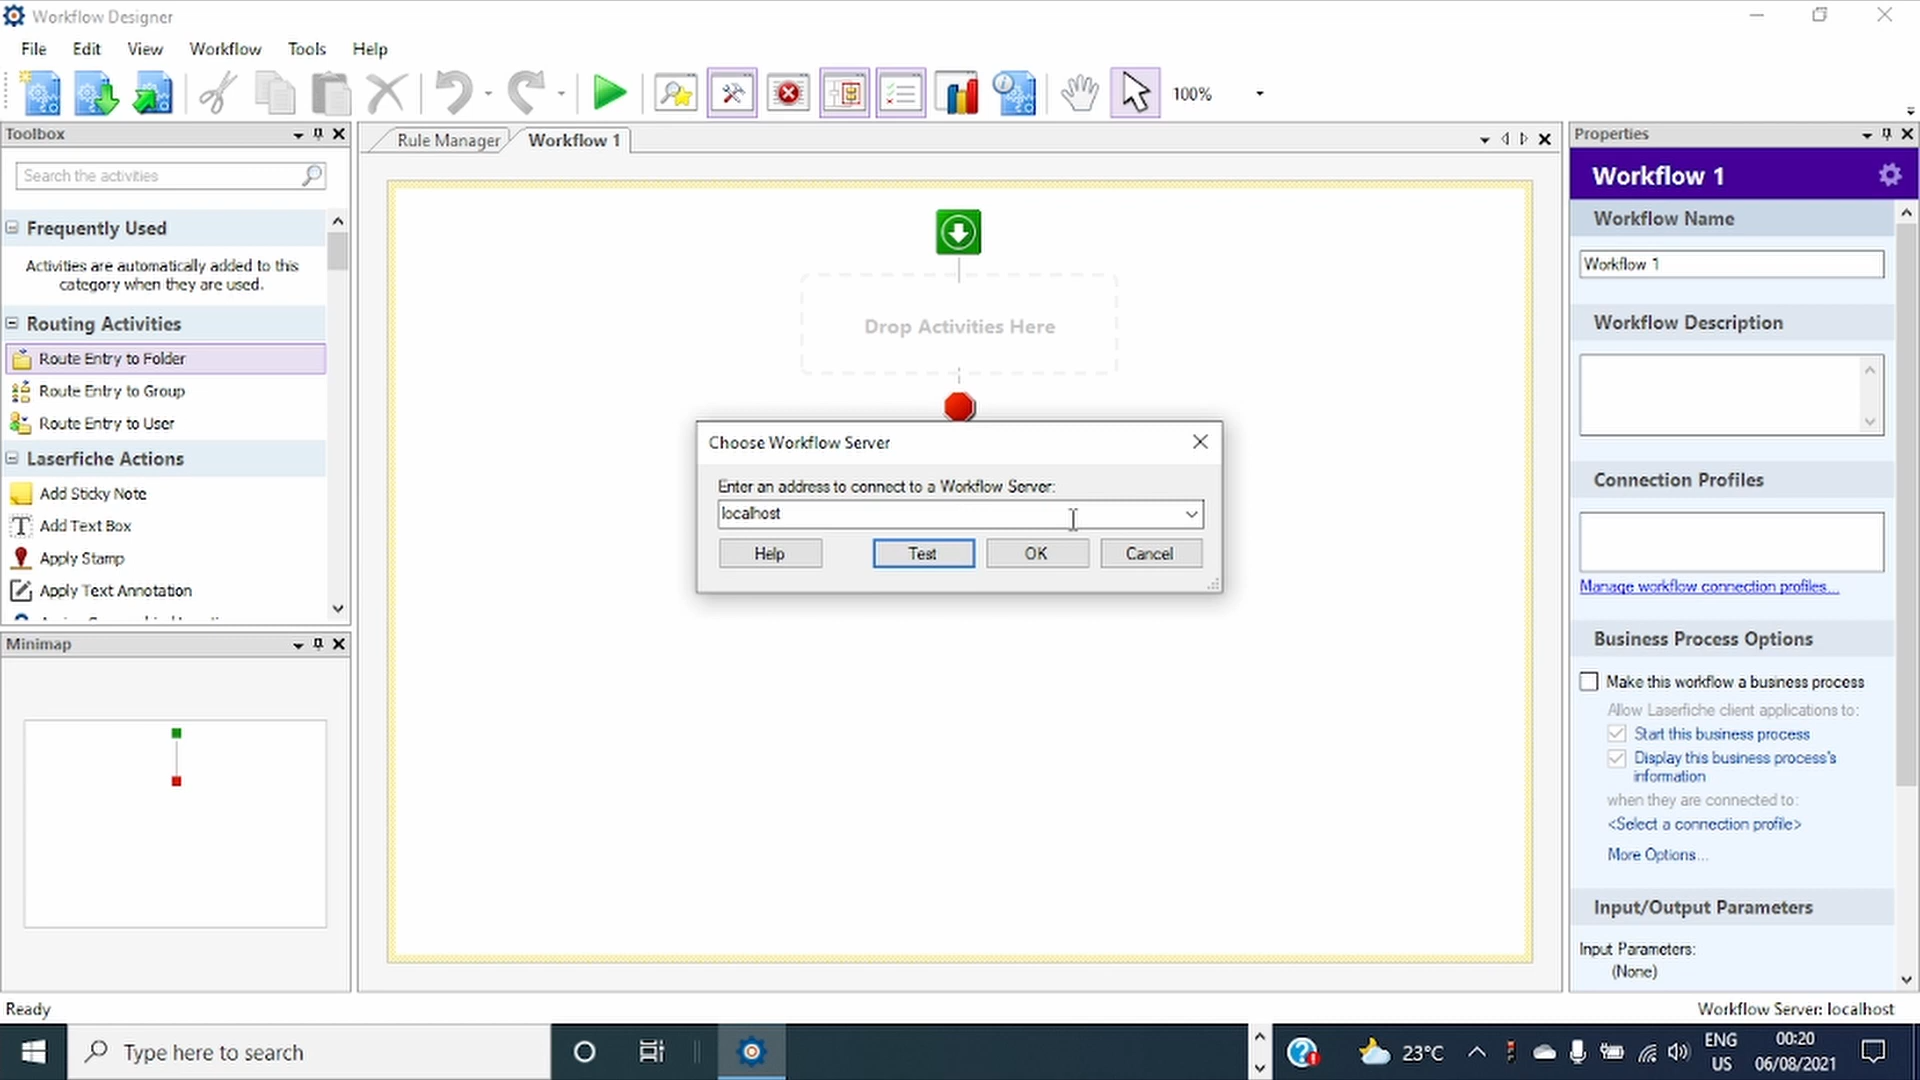 Workflow Designer
File Edit View Workflow Tools Help
100%
Toolbox
Search the activities
Frequently Used
Activities are automatically added to this
category when they are used.
Routing Activities
Route Entry to Folder
Route Entry to Group
Route Entry to User
Laserfiche Actions
Add Sticky Note
Add Text Box
Apply Stamp
Apply Text Annotation
Minimap
Rule Manager
Workflow 1
Drop Activities Here
Choose Workflow Server
Enter an address to connect to a Workflow Server:
localhost
Help Test OK Cancel
Properties
Workflow 1
Workflow Name
Workflow 1
Workflow Description
Connection Profiles
Manage workflow connection profiles...
Business Process Options
Make this workflow a business process
Allow Laserfiche client applications to:
Start this business process
Display this business process's
information
when they are connected to:
<Select a connection profile>
More Options...
Input/Output Parameters
Input Parameters:
(None)
Ready
Workflow Server: localhost
Type here to search
23°C
ENG
US
00:20
06/08/2021